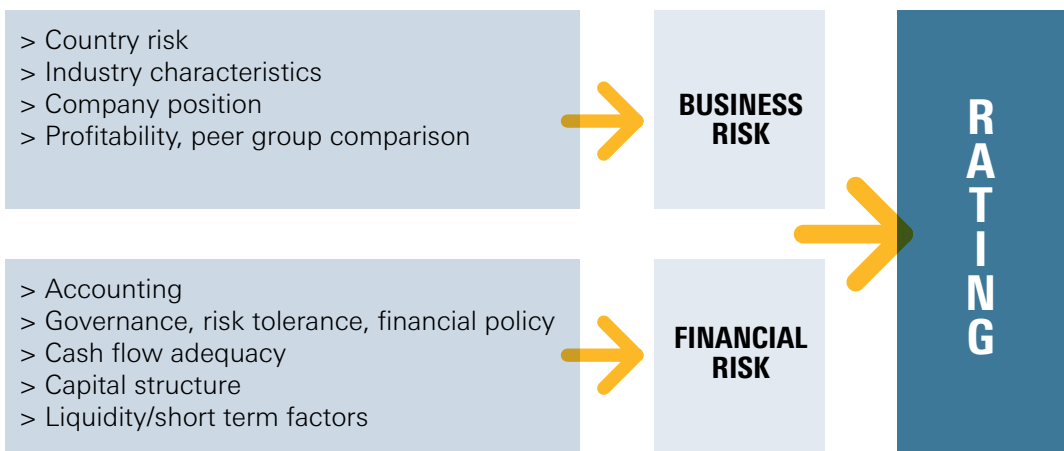 > Country risk
> Industry characteristics
> Company position
> Profitability, peer group comparison
BUSINESS
RISK
> Accounting
> Governance, risk tolerance, financial policy
> Cash flow adequacy
> Capital structure
> Liquidity/short term factors
FINANCIAL
RISK
RATING